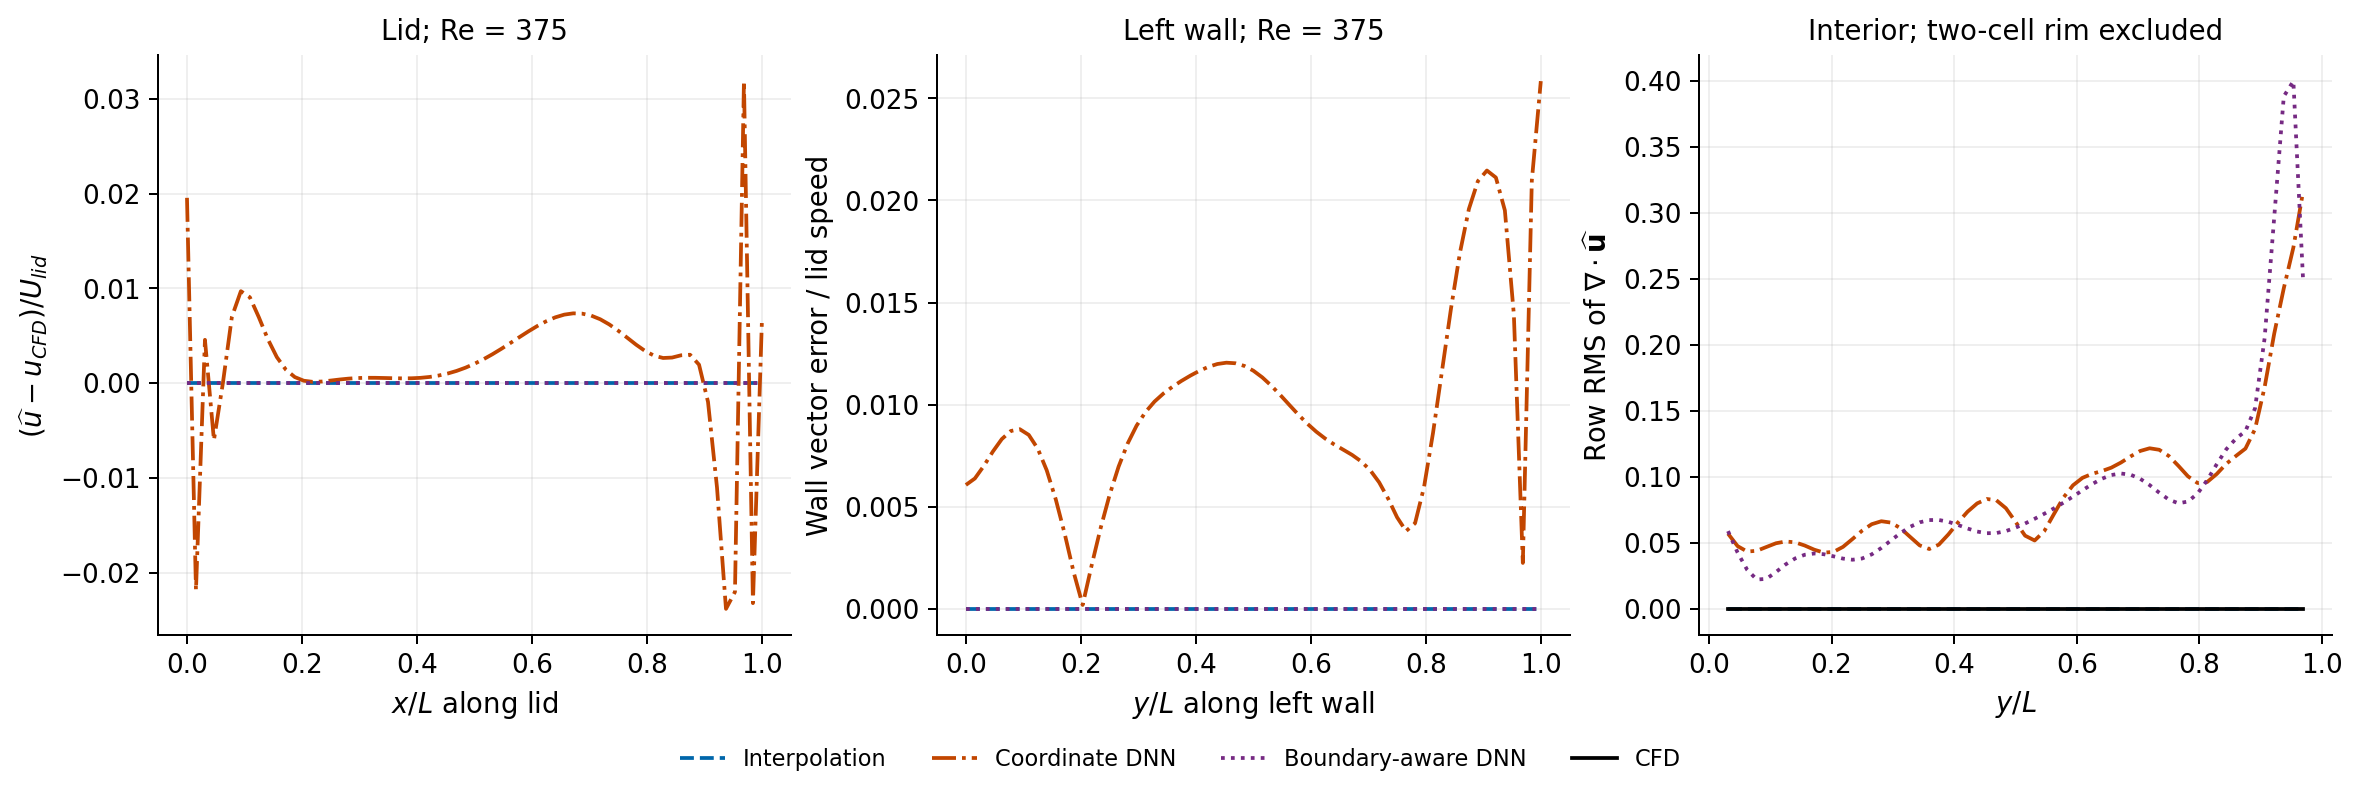 Lid; Re = 375
0.03
0.02
0.01
0.00
−0.01
−0.02
(û − u_CFD)/U_lid
0.0 0.2 0.4 0.6 0.8 1.0
x/L along lid
Left wall; Re = 375
0.025
0.020
0.015
0.010
0.005
0.000
Wall vector error / lid speed
0.0 0.2 0.4 0.6 0.8 1.0
y/L along left wall
Interior; two-cell rim excluded
0.40
0.35
0.30
0.25
0.20
0.15
0.10
0.05
0.00
Row RMS of ∇ · 𝐮̂
0.0 0.2 0.4 0.6 0.8 1.0
y/L
Interpolation Coordinate DNN Boundary-aware DNN CFD